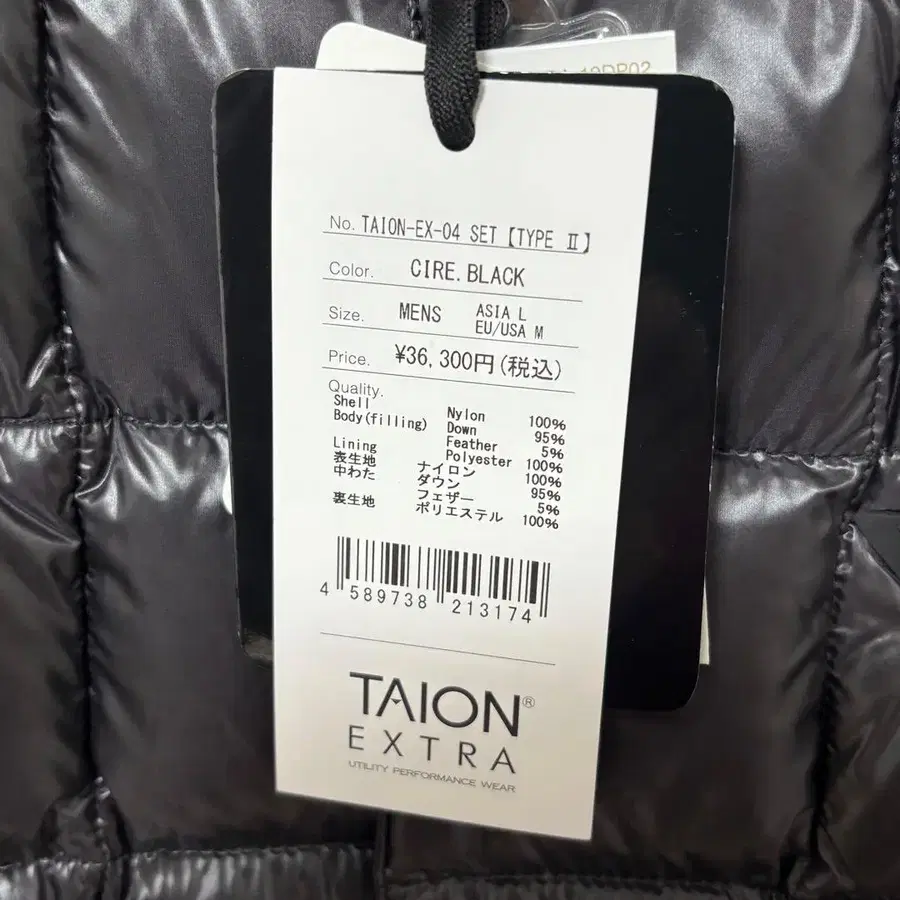 No. TAION-EX-04 SET【TYPE Ⅱ】
Color. CIRE.BLACK
Size. MENS ASIA L
EU/USA M
Price. ¥36,300円(税込)
Quality.
Shell Nylon 100%
Body(filling) Down 95%
Feather 5%
Lining Polyester 100%
表生地 ナイロン 100%
中わた ダウン 95%
フェザー 5%
裏生地 ポリエステル 100%
4 589738 213174
TAION®
EXTRA
UTILITY PERFORMANCE WEAR